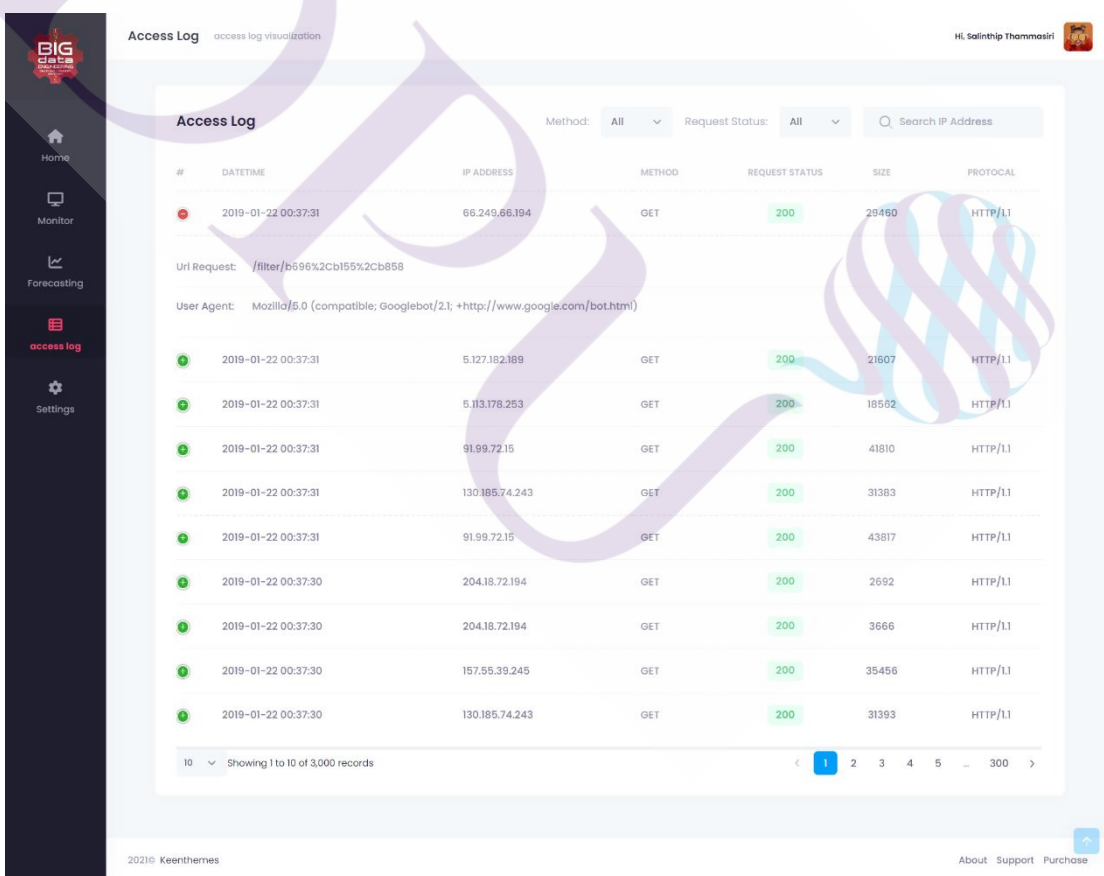 BIG
data
ENGINEERING
Access Log access log visualization
Hi, Salinthip Thammasiri
Home
Monitor
Forecasting
access log
Settings
Access Log
Method: All
Request Status: All
Search IP Address
# DATETIME IP ADDRESS METHOD REQUEST STATUS SIZE PROTOCAL
2019-01-22 00:37:31 66.249.66.194 GET 200 29460 HTTP/1.1
Url Request: /filter/b696%2Cb155%2Cb858
User Agent: Mozilla/5.0 (compatible; Googlebot/2.1; +http://www.google.com/bot.html)
2019-01-22 00:37:31 5.127.182.189 GET 200 21607 HTTP/1.1
2019-01-22 00:37:31 5.113.178.253 GET 200 18562 HTTP/1.1
2019-01-22 00:37:31 91.99.72.15 GET 200 41810 HTTP/1.1
2019-01-22 00:37:31 130.185.74.243 GET 200 31383 HTTP/1.1
2019-01-22 00:37:31 91.99.72.15 GET 200 43817 HTTP/1.1
2019-01-22 00:37:30 204.18.72.194 GET 200 2692 HTTP/1.1
2019-01-22 00:37:30 204.18.72.194 GET 200 3666 HTTP/1.1
2019-01-22 00:37:30 157.55.39.245 GET 200 35456 HTTP/1.1
2019-01-22 00:37:30 130.185.74.243 GET 200 31393 HTTP/1.1
10 Showing 1 to 10 of 3,000 records
1 2 3 4 5 ... 300
2021© Keenthemes
About Support Purchase
DPU